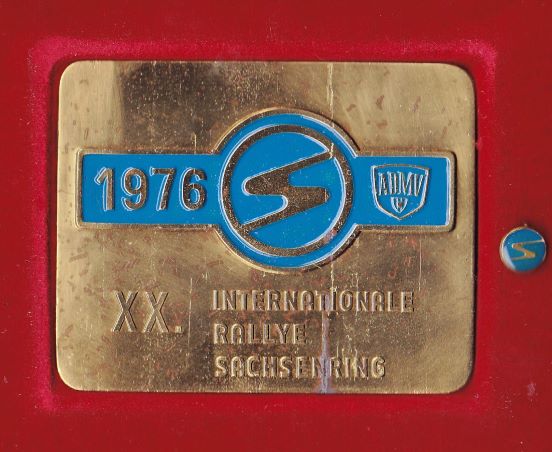 1976
ADMV
XX. INTERNATIONALE
RALLYE
SACHSENRING